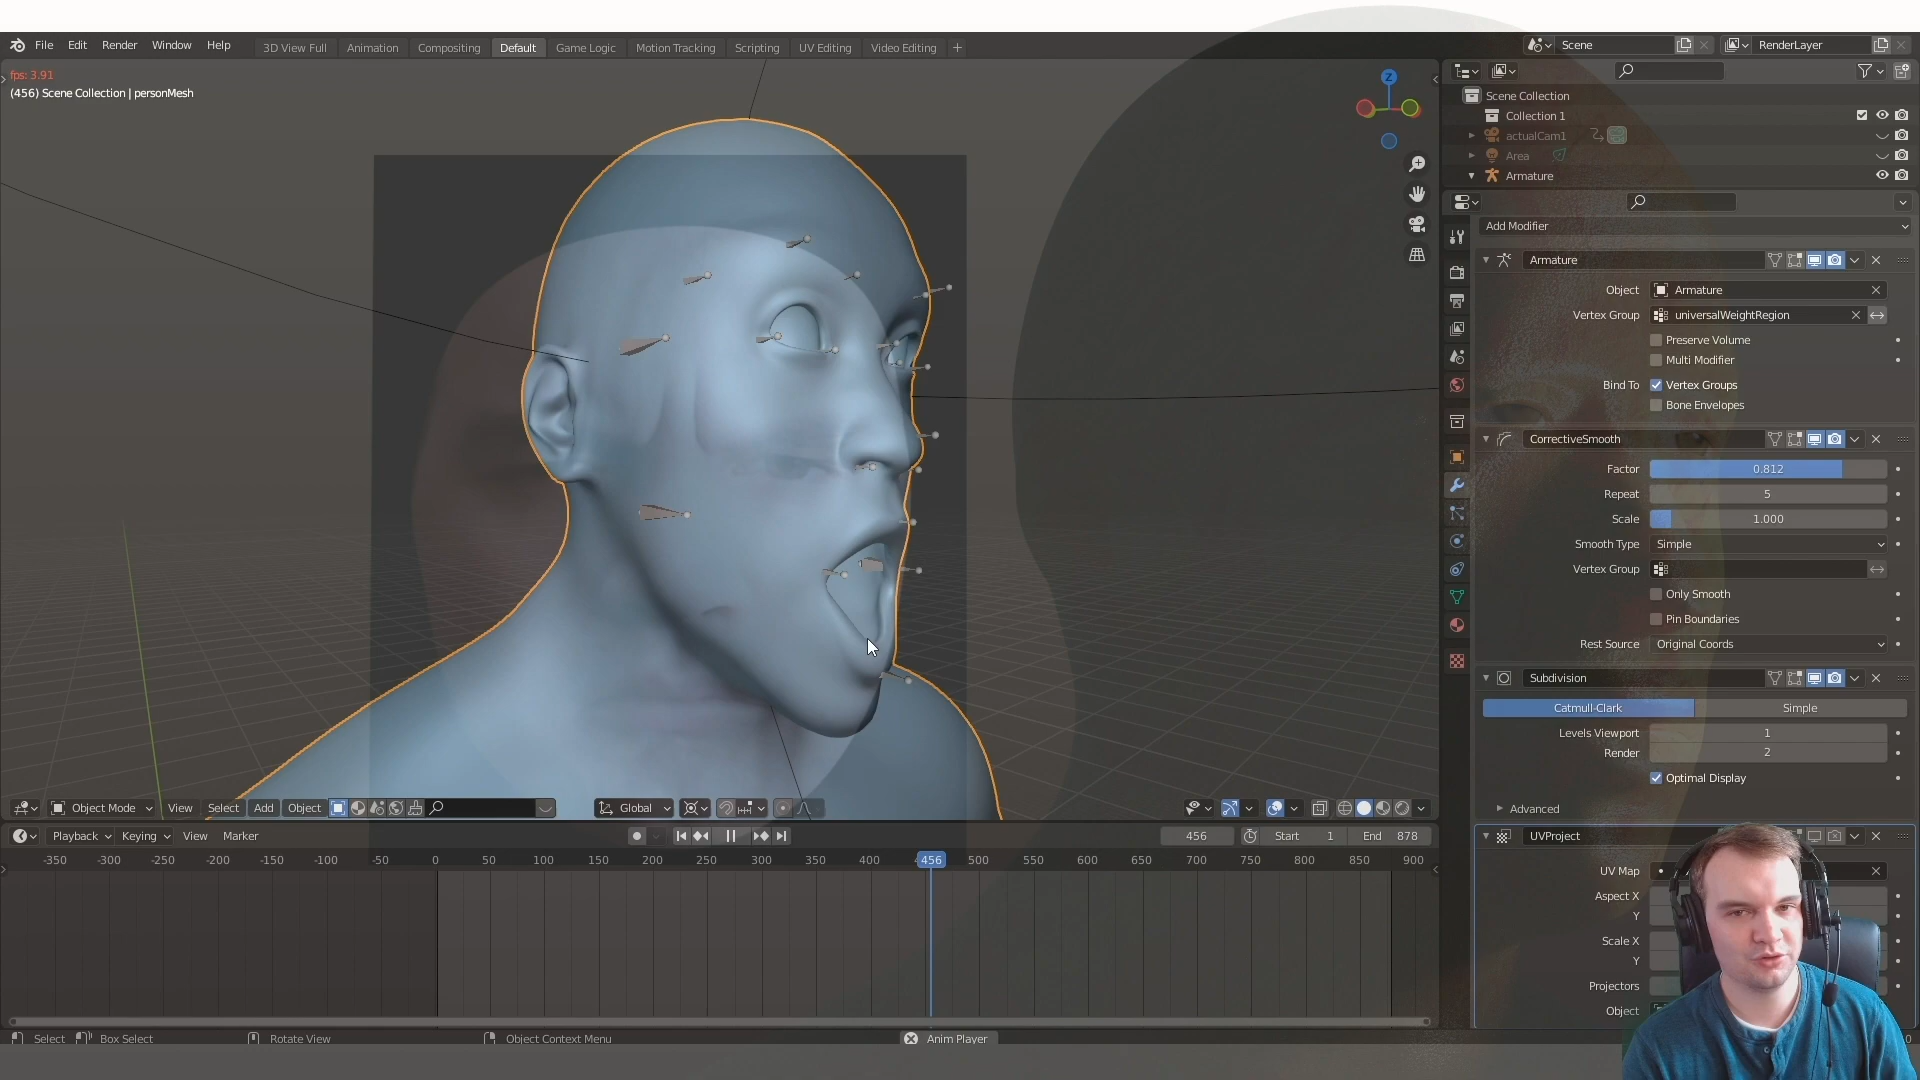 File Edit Render Window Help
3D View Full Animation Compositing Default Game Logic Motion Tracking Scripting UV Editing Video Editing +
Scene
RenderLayer
fps: 3.91
(456) Scene Collection | personMesh
Z
Scene Collection
Collection 1
actualCam1
Area
Armature
Add Modifier
Armature
Object Armature
Vertex Group universalWeightRegion
Preserve Volume
Multi Modifier
Bind To Vertex Groups
Bone Envelopes
CorrectiveSmooth
Factor 0.812
Repeat 5
Scale 1.000
Smooth Type Simple
Vertex Group
Only Smooth
Pin Boundaries
Rest Source Original Coords
Subdivision
Catmull-Clark Simple
Levels Viewport 1
Render 2
Optimal Display
Advanced
UVProject
UV Map
Aspect X
Y
Scale X
Y
Projectors
Object
Object Mode View Select Add Object
Global
Playback Keying View Marker
456 Start 1 End 878
-350 -300 -250 -200 -150 -100 -50 0 50 100 150 200 250 300 350 400 456 500 550 600 650 700 750 800 850 900
Select Box Select Rotate View Object Context Menu Anim Player